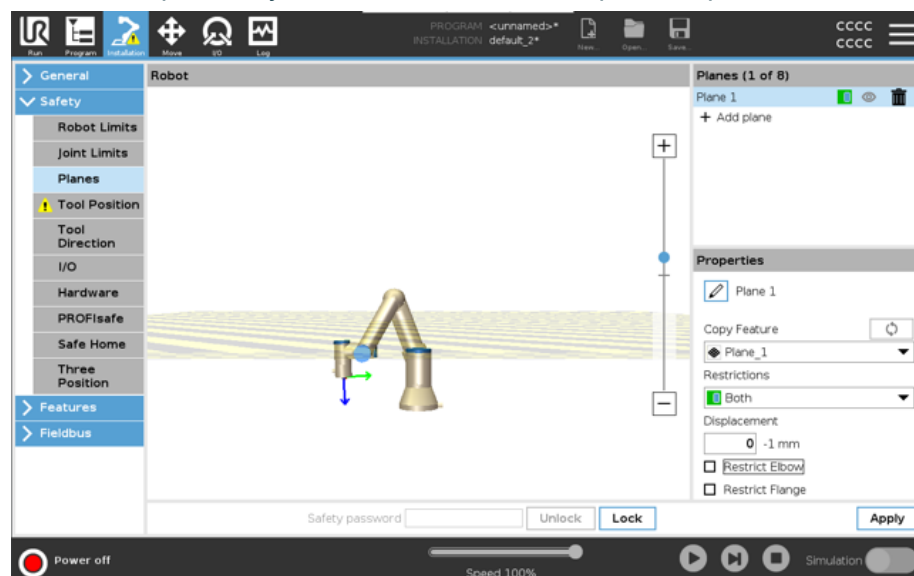 PROGRAM <unnamed>*
INSTALLATION default_2*
UR
Run
Program
Installation
Move
I/O
Log
New...
Open...
Save...
CCCC
CCCC
General
Safety
Robot Limits
Joint Limits
Planes
Tool Position
Tool
Direction
I/O
Hardware
PROFIsafe
Safe Home
Three
Position
Features
Fieldbus
Robot
Planes (1 of 8)
Plane 1
+ Add plane
Properties
Plane 1
Copy Feature
Plane_1
Restrictions
Both
Displacement
0 -1 mm
Restrict Elbow
Restrict Flange
Safety password
Unlock
Lock
Apply
Power off
Speed 100%
Simulation